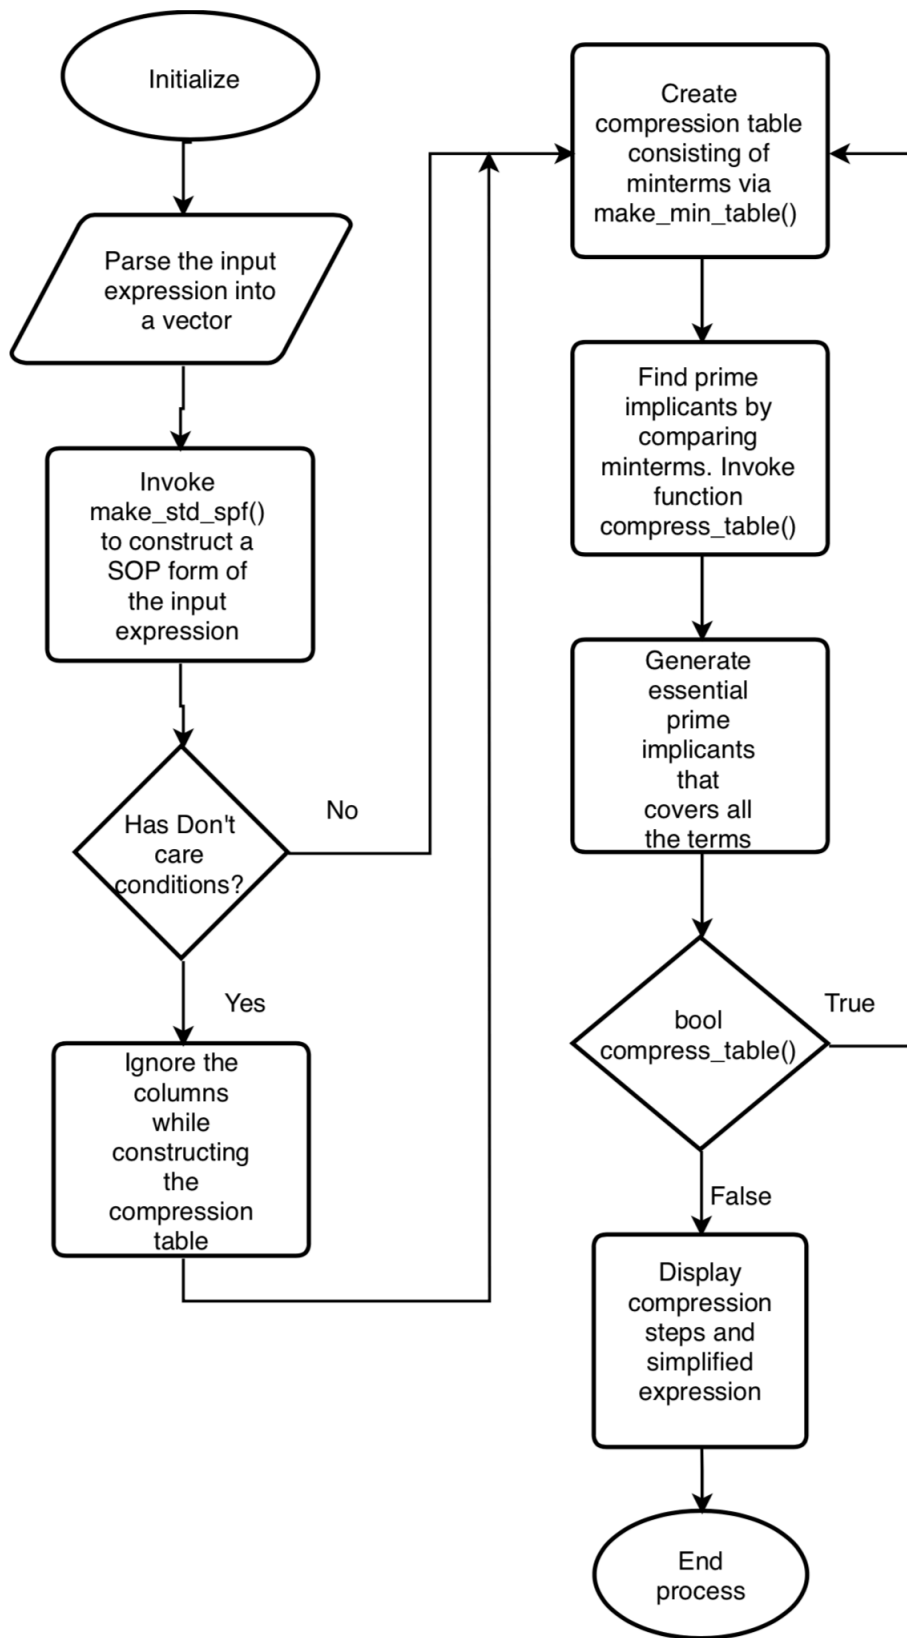 Initialize
Parse the input
expression into
a vector
Invoke
make_std_spf()
to construct a
SOP form of
the input
expression
Has Don't
care
conditions?
No
Yes
Ignore the
columns
while
constructing
the
compression
table
Create
compression table
consisting of
minterms via
make_min_table()
Find prime
implicants by
comparing
minterms. Invoke
function
compress_table()
Generate
essential
prime
implicants
that
covers all
the terms
bool
compress_table()
True
False
Display
compression
steps and
simplified
expression
End
process